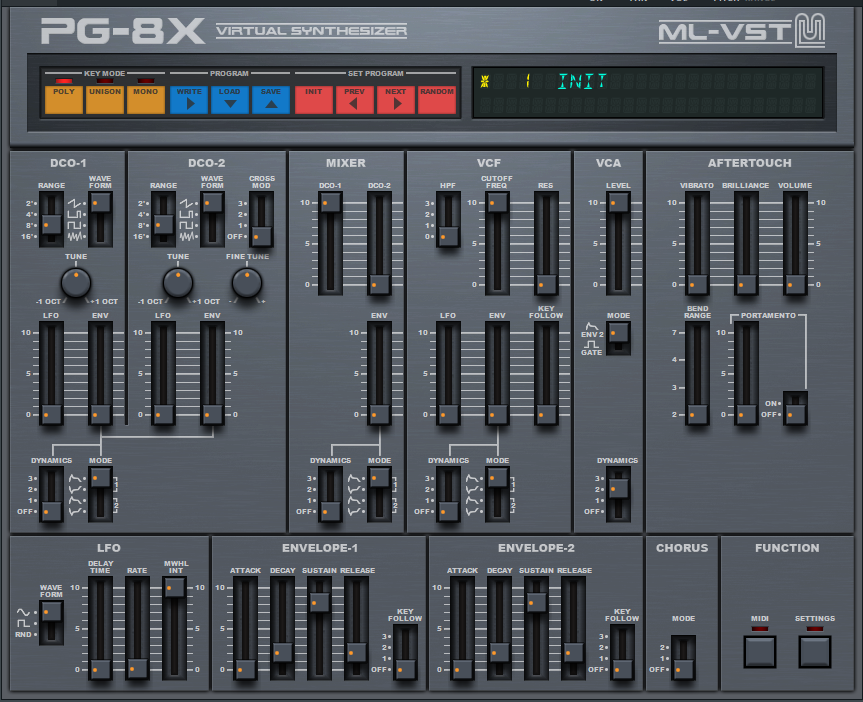 PG-8X VIRTUAL SYNTHESIZER ML-VST
KEY MODE PROGRAM SET PROGRAM
POLY UNISON MONO WRITE LOAD SAVE INIT PREV NEXT RANDOM
* 1 INIT
DCO-1 DCO-2 MIXER VCF VCA AFTERTOUCH
RANGE WAVE FORM RANGE WAVE FORM CROSS MOD DCO-1 DCO-2 HPF CUTOFF FREQ RES LEVEL VIBRATO BRILLIANCE VOLUME
2' 2' 3 10 10 3 10 10 10 10
4' 4' 2 2
8' 8' 1 5 5 1 5 5 5 5
16' 16' OFF 0 0 0 0 0 0 0
TUNE TUNE FINE TUNE
-1 OCT +1 OCT -1 OCT +1 OCT - +
LFO ENV LFO ENV ENV LFO ENV KEY FOLLOW MODE BEND RANGE PORTAMENTO
10 10 10 10 ENV 2 7 10
GATE
5 5 5 5 4 5
3 ON
0 0 0 0 2 0 OFF
DYNAMICS MODE DYNAMICS MODE DYNAMICS MODE DYNAMICS
3 1 3 1 3 1 3
2 2 2 2
1 2 1 2 1 2 1
OFF OFF OFF OFF
LFO ENVELOPE-1 ENVELOPE-2 CHORUS FUNCTION
WAVE FORM DELAY TIME RATE MWHL INT ATTACK DECAY SUSTAIN RELEASE KEY FOLLOW ATTACK DECAY SUSTAIN RELEASE KEY FOLLOW MODE MIDI SETTINGS
10 10 10 10
RND 5 5 5 3 5 3
2 2 2
1 1 1
0 0 0 OFF 0 OFF OFF